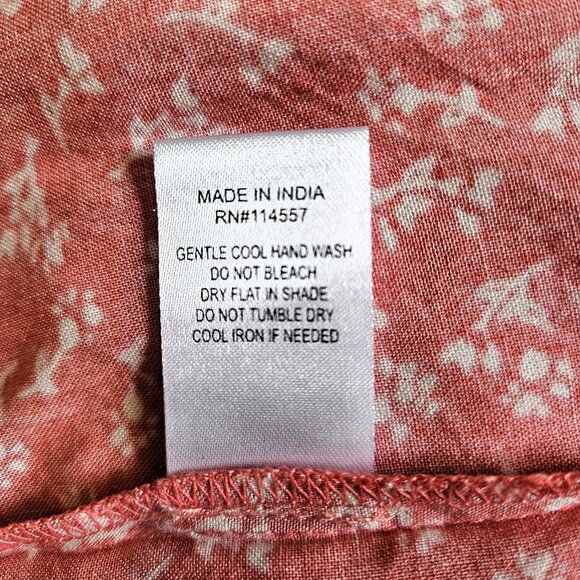 MADE IN INDIA
RN#114557
GENTLE COOL HAND WASH
DO NOT BLEACH
DRY FLAT IN SHADE
DO NOT TUMBLE DRY
COOL IRON IF NEEDED